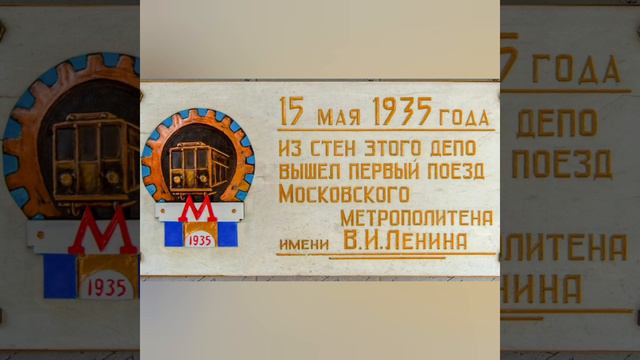 15 МАЯ 1935 ГОДА
ИЗ СТЕН ЭТОГО ДЕПО
ВЫШЕЛ ПЕРВЫЙ ПОЕЗД
МОСКОВСКОГО
МЕТРОПОЛИТЕНА
ИМЕНИ В.И.ЛЕНИНА
М
1935